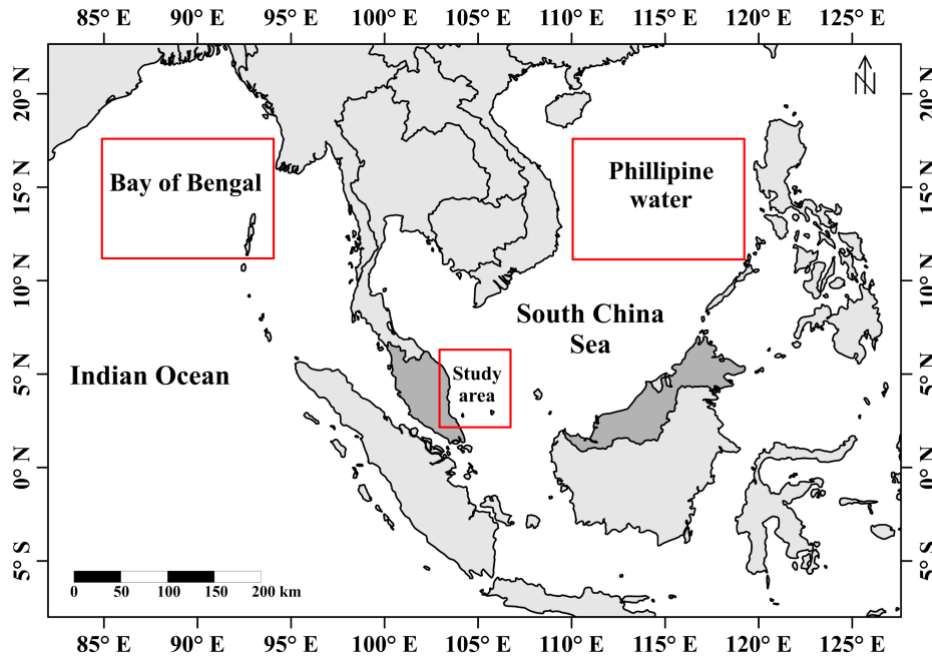 85° E 90° E 95° E 100° E 105° E 110° E 115° E 120° E 125° E
20° N 20° N
N
Bay of Bengal
Phillipine
water
15° N 15° N
10° N 10° N
South China
Sea
Indian Ocean
Study
area
5° N 5° N
0° N 0° N
5° S 5° S
0 50 100 150 200 km
85° E 90° E 95° E 100° E 105° E 110° E 115° E 120° E 125° E